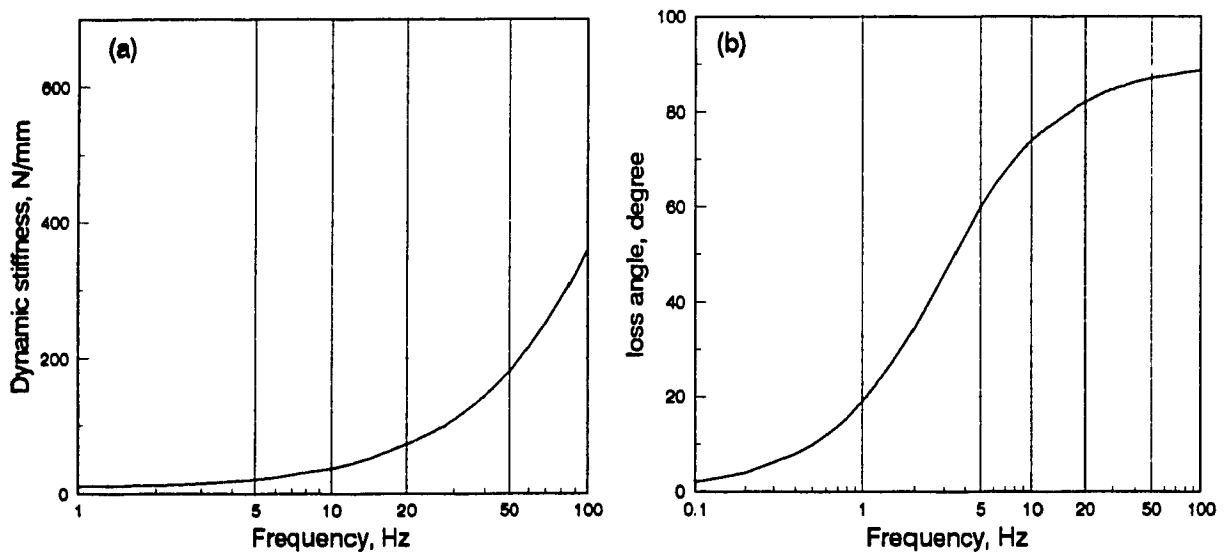 (a)
Dynamic stiffness, N/mm
600
400
200
0
1 5 10 20 50 100
Frequency, Hz
(b)
loss angle, degree
100
80
60
40
20
0
0.1 1 5 10 20 50 100
Frequency, Hz